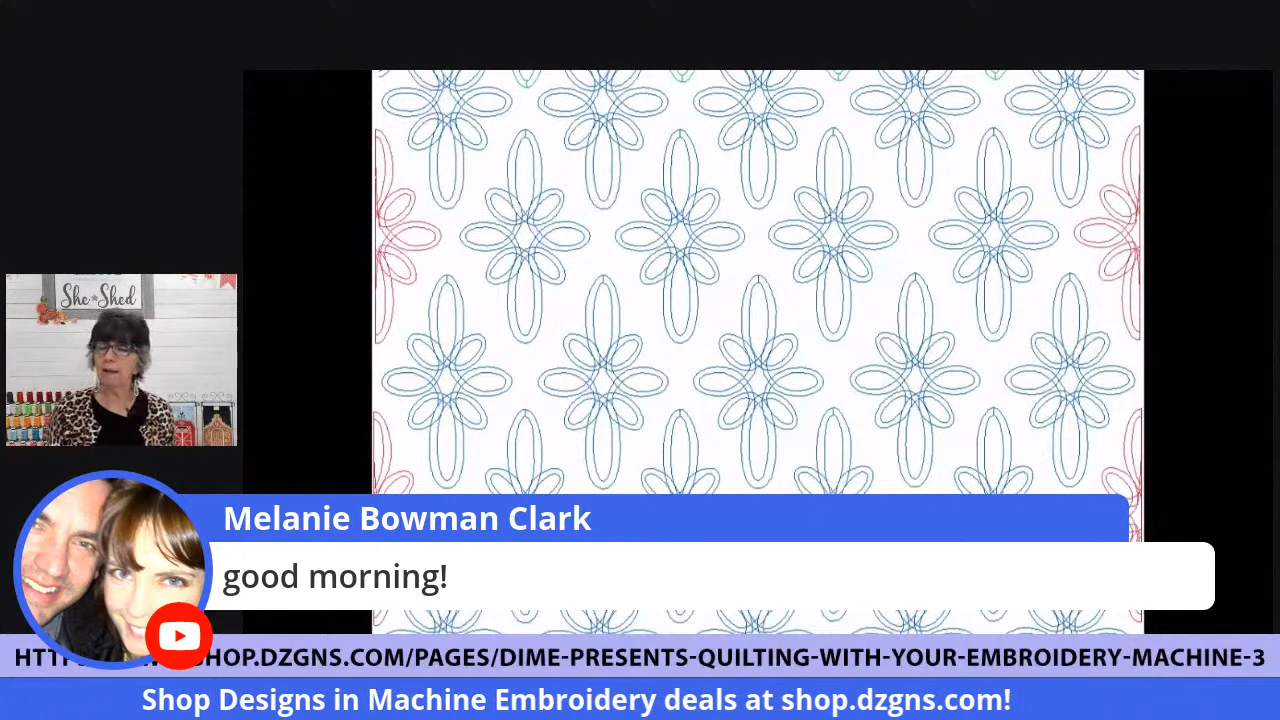 She Shed
Melanie Bowman Clark
good morning!
SHOP.DZGNS.COM/PAGES/DIME-PRESENTS-QUILTING-WITH-YOUR-EMBROIDERY-MACHINE-3
Shop Designs in Machine Embroidery deals at shop.dzgns.com!